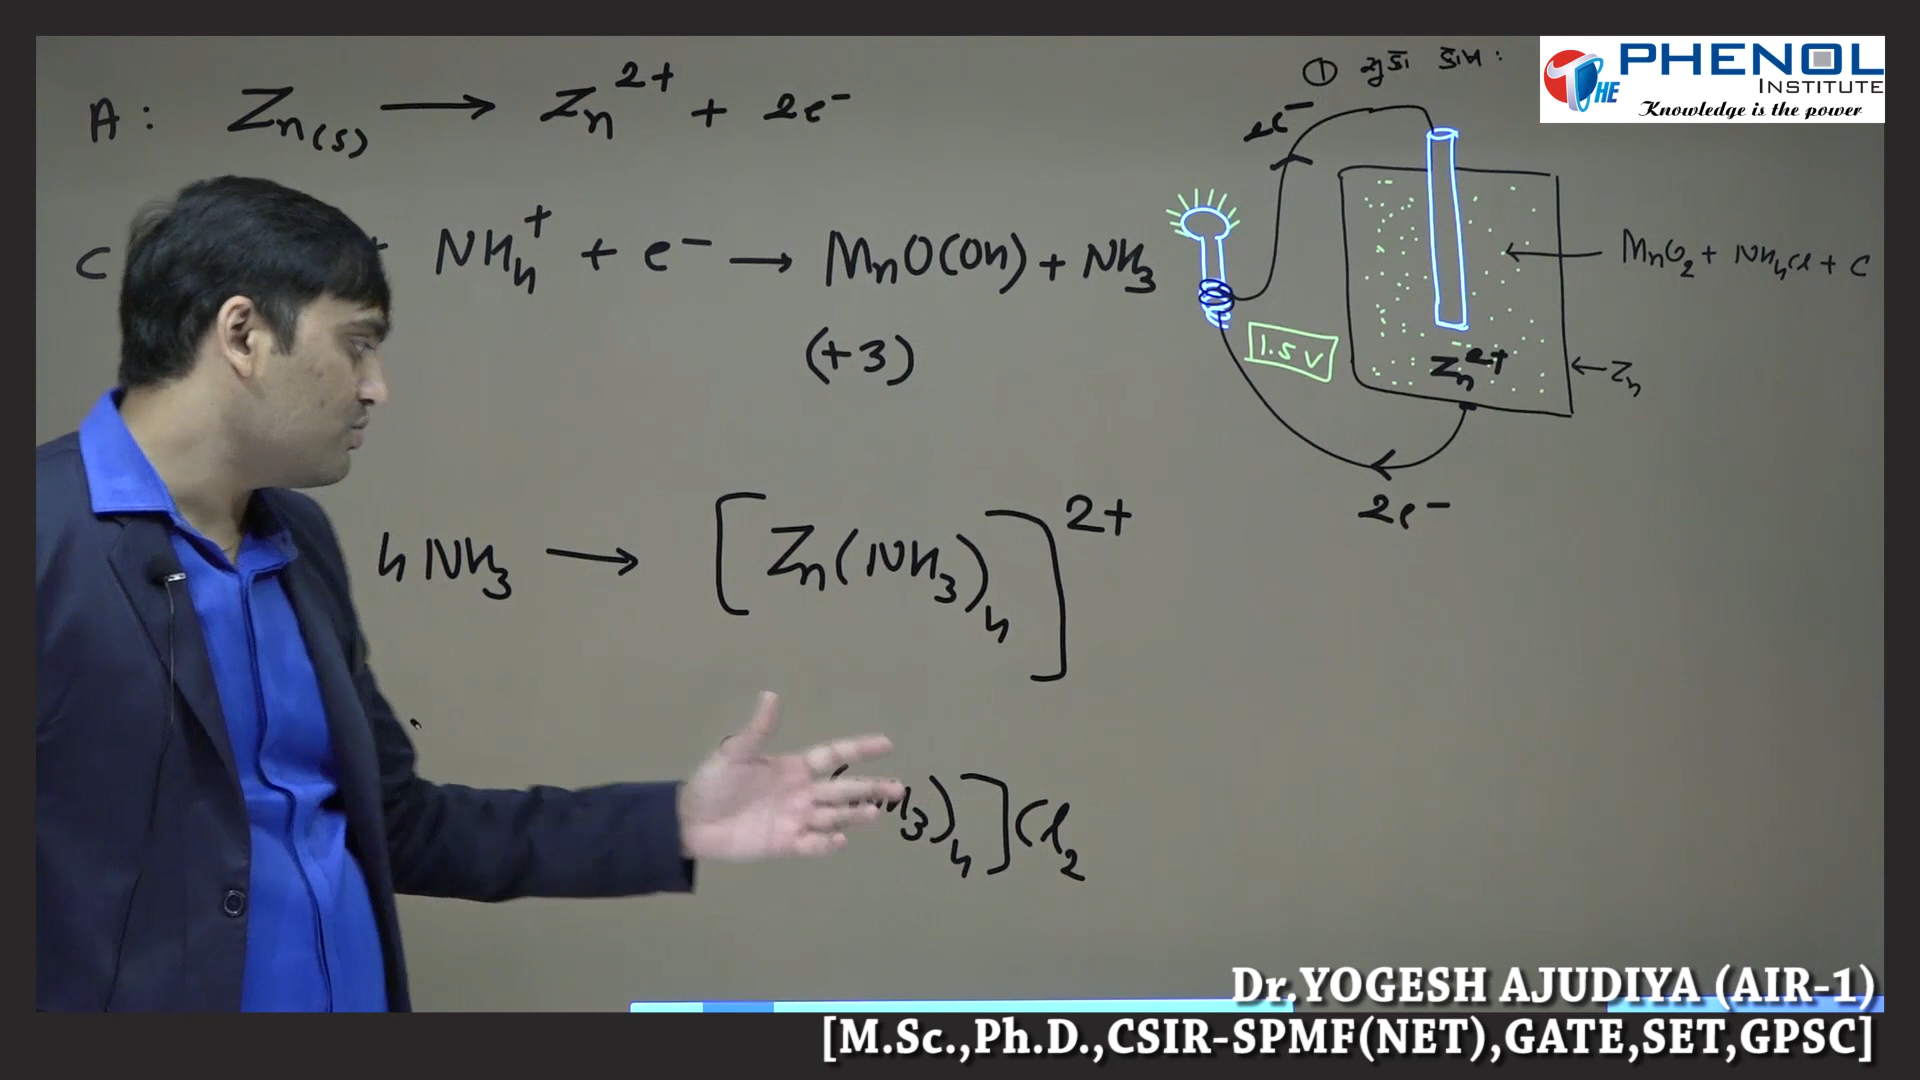 A : Zn(s) → Zn²⁺ + 2e⁻
① સુકો કોષ :
THE PHENOL
INSTITUTE
Knowledge is the power
2e⁻
C + NH₄⁺ + e⁻ → MnO(OH) + NH₃
MnO₂ + NH₄Cl + C
(+3)
1.5 V
Zn²⁺
← Zn
2e⁻
4NH₃ → [Zn(NH₃)₄]²⁺
H₃)₄]Cl₂
Dr.YOGESH AJUDIYA (AIR-1)
[M.Sc.,Ph.D.,CSIR-SPMF(NET),GATE,SET,GPSC]